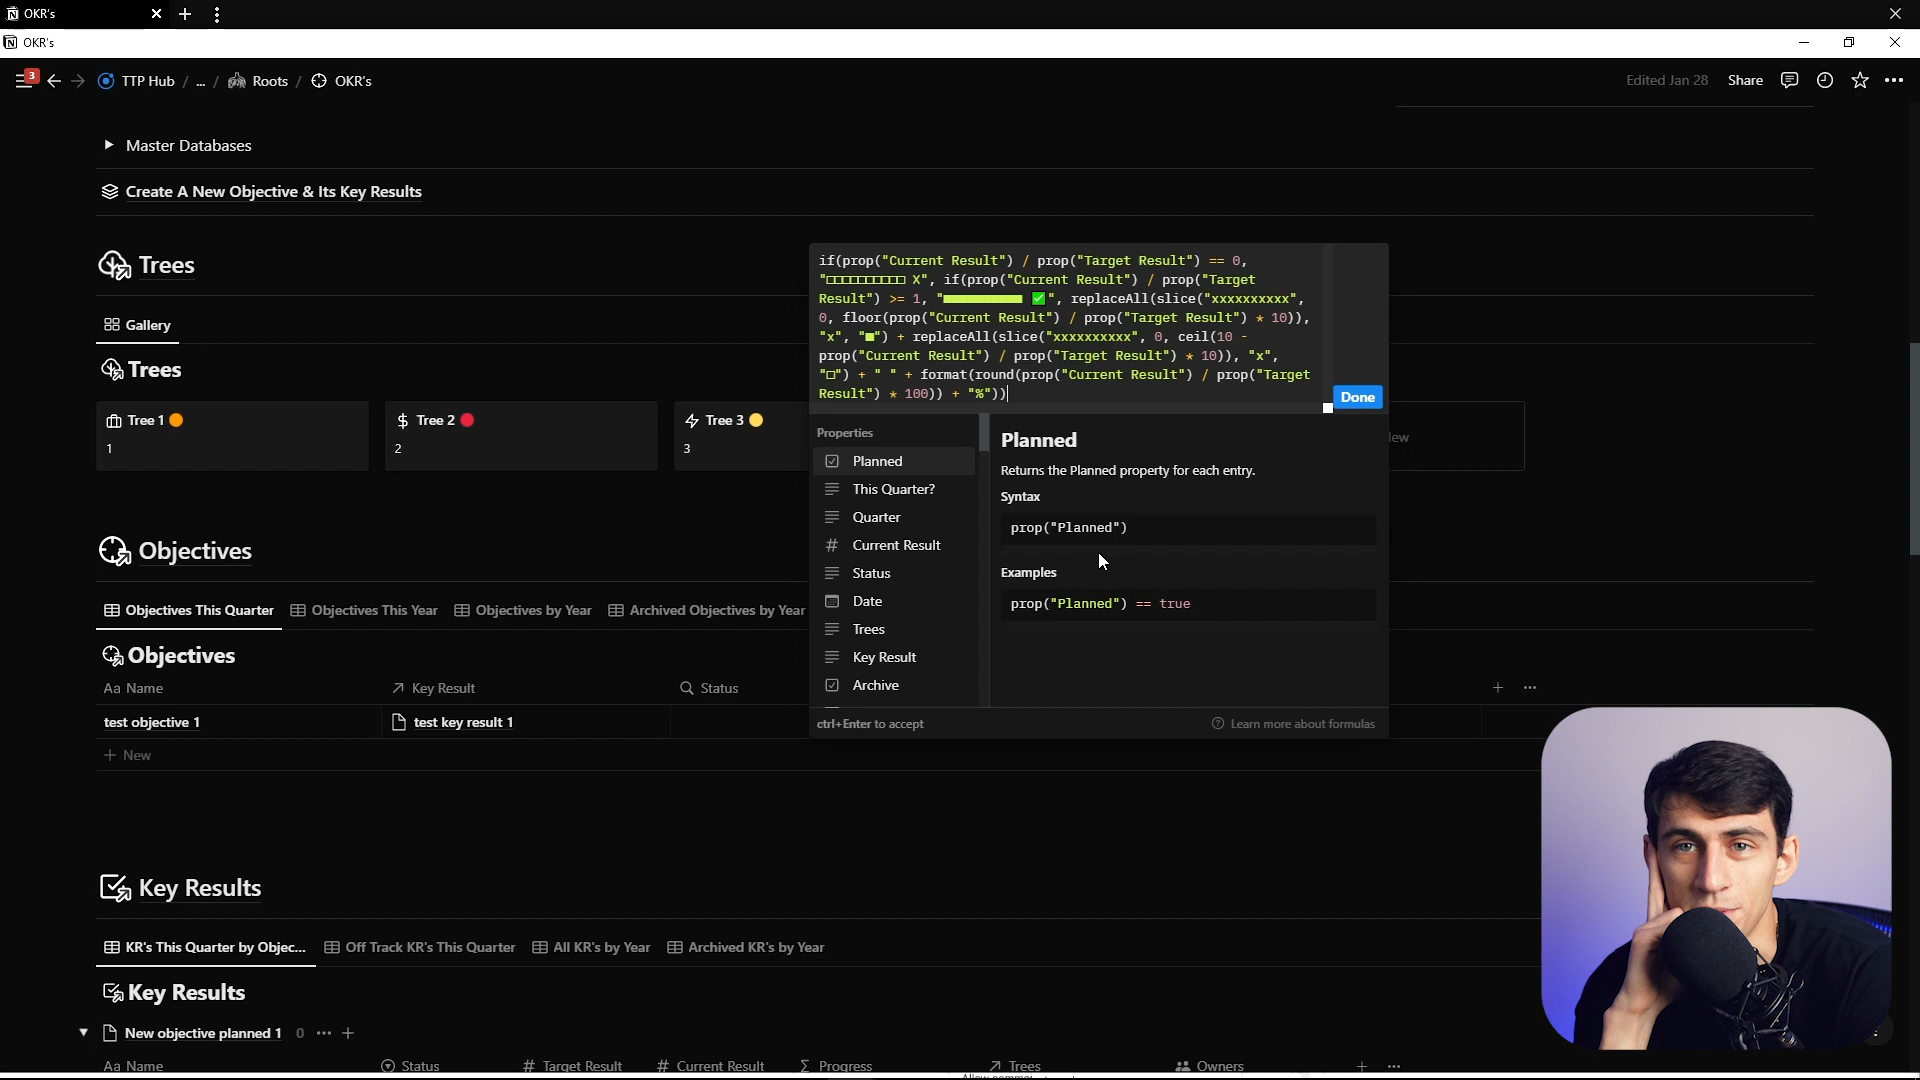 OKR's
OKR's
3
TTP Hub / ... / Roots / OKR's
Edited Jan 28 Share
Master Databases
Create A New Objective & Its Key Results
Trees
Gallery
Trees
Tree 1
1
Tree 2
2
Tree 3
3
if(prop("Current Result") / prop("Target Result") == 0,
"□□□□□□□□□□ X", if(prop("Current Result") / prop("Target
Result") >= 1, "■■■■■■■■■■ ✅", replaceAll(slice("xxxxxxxxxx",
0, floor(prop("Current Result") / prop("Target Result") * 10)),
"x", "■") + replaceAll(slice("xxxxxxxxxx", 0, ceil(10 -
prop("Current Result") / prop("Target Result") * 10)), "x",
"□") + " " + format(round(prop("Current Result") / prop("Target
Result") * 100)) + "%"))
Done
Properties
Planned
This Quarter?
Quarter
Current Result
Status
Date
Trees
Key Result
Archive
Planned
Returns the Planned property for each entry.
Syntax
prop("Planned")
Examples
prop("Planned") == true
ctrl+Enter to accept
Learn more about formulas
Objectives
Objectives This Quarter Objectives This Year Objectives by Year Archived Objectives by Year
Objectives
Aa Name Key Result Status
test objective 1 test key result 1
+ New
Key Results
KR's This Quarter by Objec... Off Track KR's This Quarter All KR's by Year Archived KR's by Year
Key Results
New objective planned 1 0
Aa Name Status # Target Result # Current Result Σ Progress Trees Owners